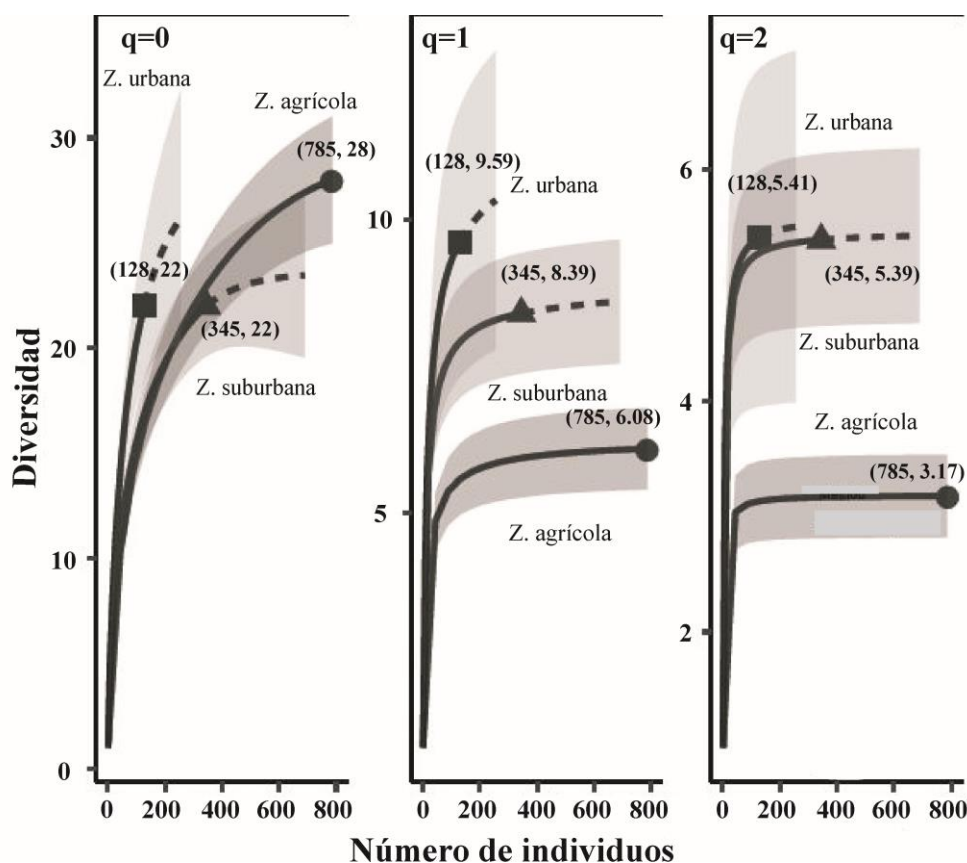 q=0
Z. urbana
Z. agrícola
(785, 28)
(128, 22)
(345, 22)
Z. suburbana
30
20
10
0
0 200 400 600 800
q=1
(128, 9.59)
Z. urbana
(345, 8.39)
Z. suburbana
(785, 6.08)
Z. agrícola
10
5
0 200 400 600 800
q=2
Z. urbana
(128,5.41)
(345, 5.39)
Z. suburbana
Z. agrícola
(785, 3.17)
6
4
2
0 200 400 600 800
Diversidad
Número de individuos